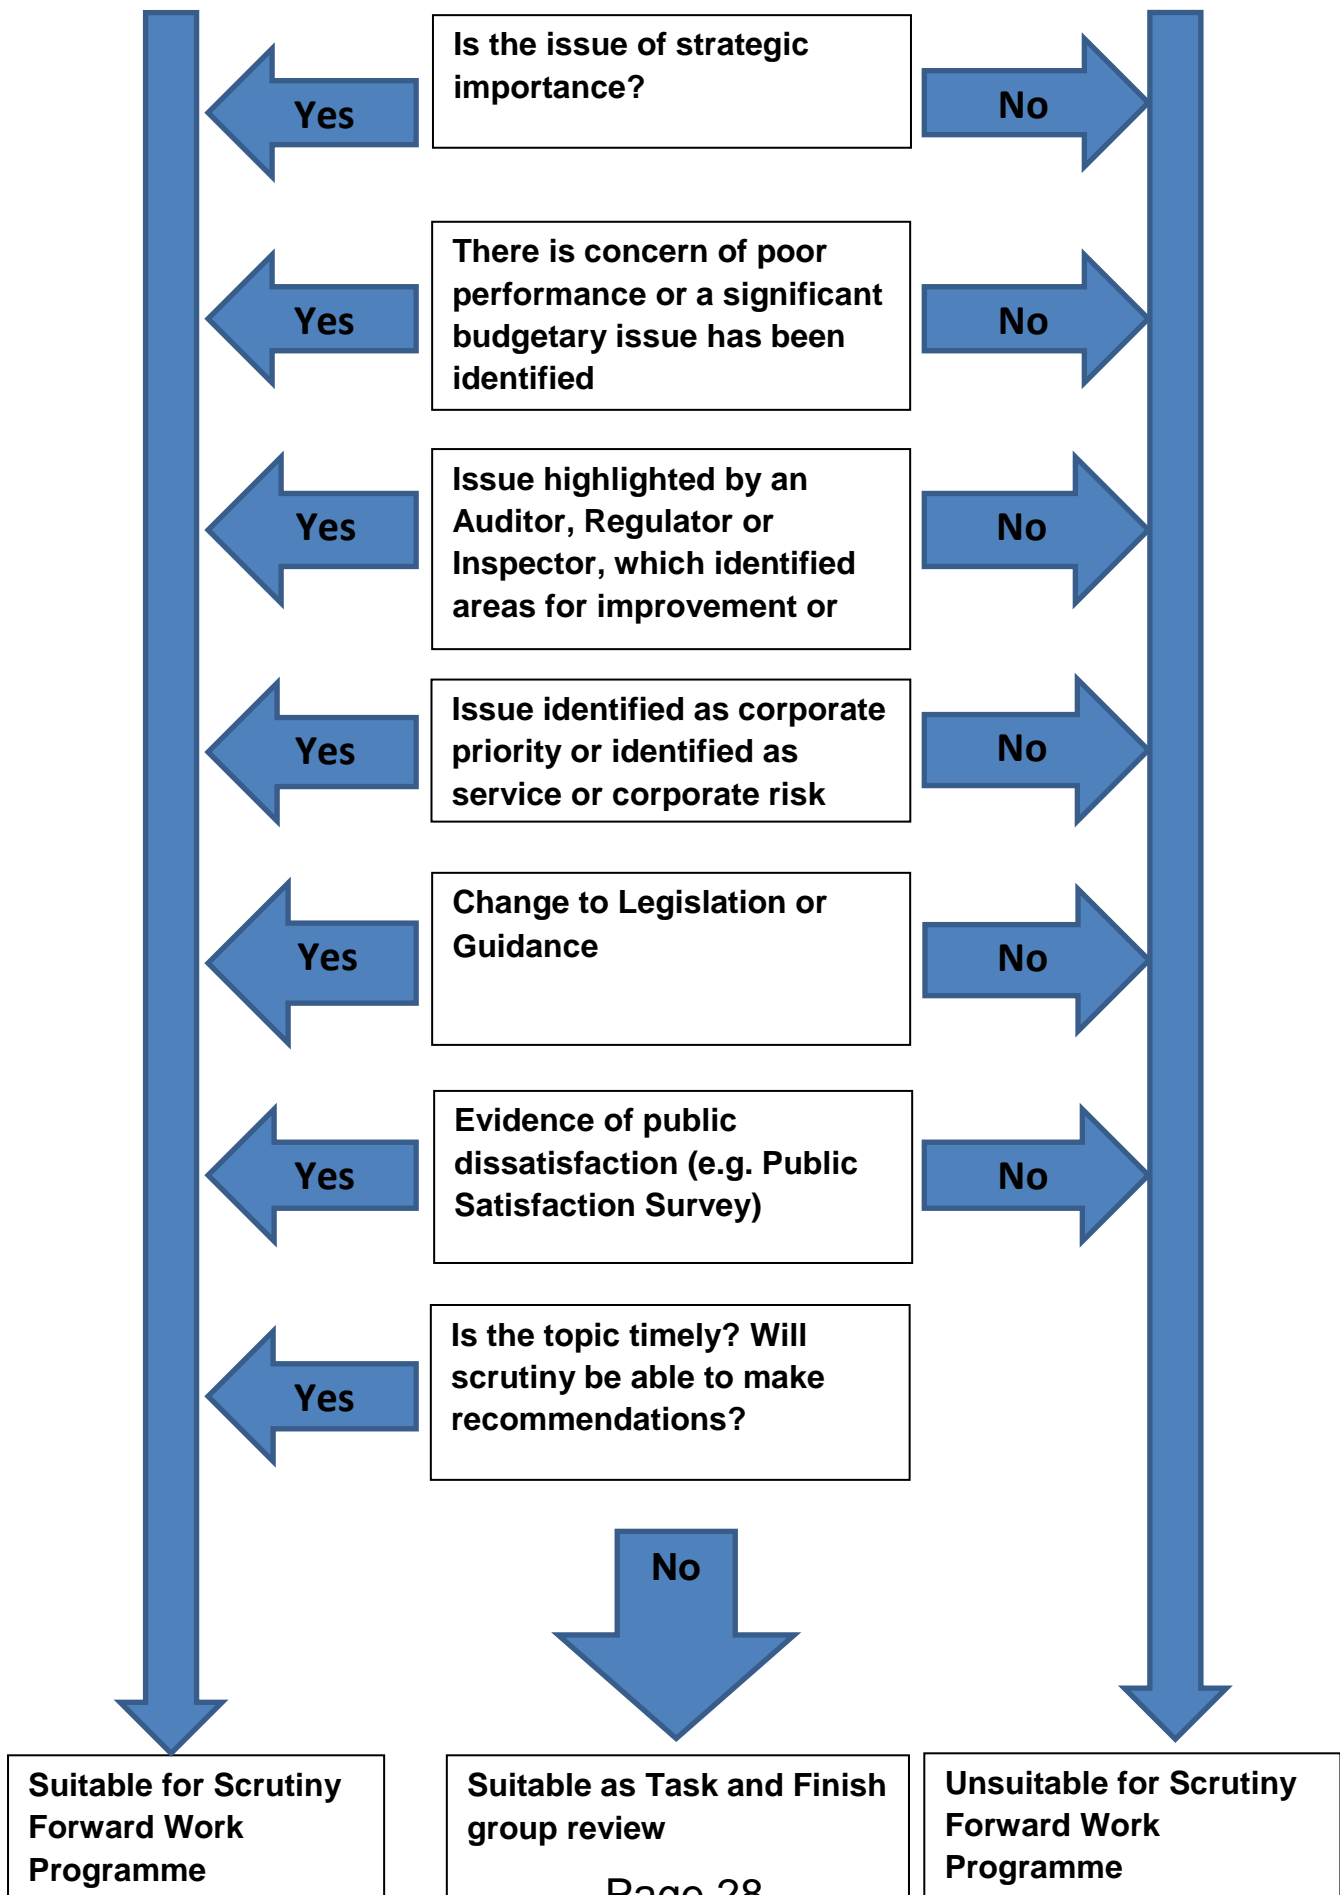 Is the issue of strategic
importance?
Yes
No
There is concern of poor
performance or a significant
budgetary issue has been
identified
Yes
No
Issue highlighted by an
Auditor, Regulator or
Inspector, which identified
areas for improvement or
Yes
No
Issue identified as corporate
priority or identified as
service or corporate risk
Yes
No
Change to Legislation or
Guidance
Yes
No
Evidence of public
dissatisfaction (e.g. Public
Satisfaction Survey)
Yes
No
Is the topic timely? Will
scrutiny be able to make
recommendations?
Yes
No
Suitable for Scrutiny
Forward Work
Programme
Suitable as Task and Finish
group review
Unsuitable for Scrutiny
Forward Work
Programme
Page 28